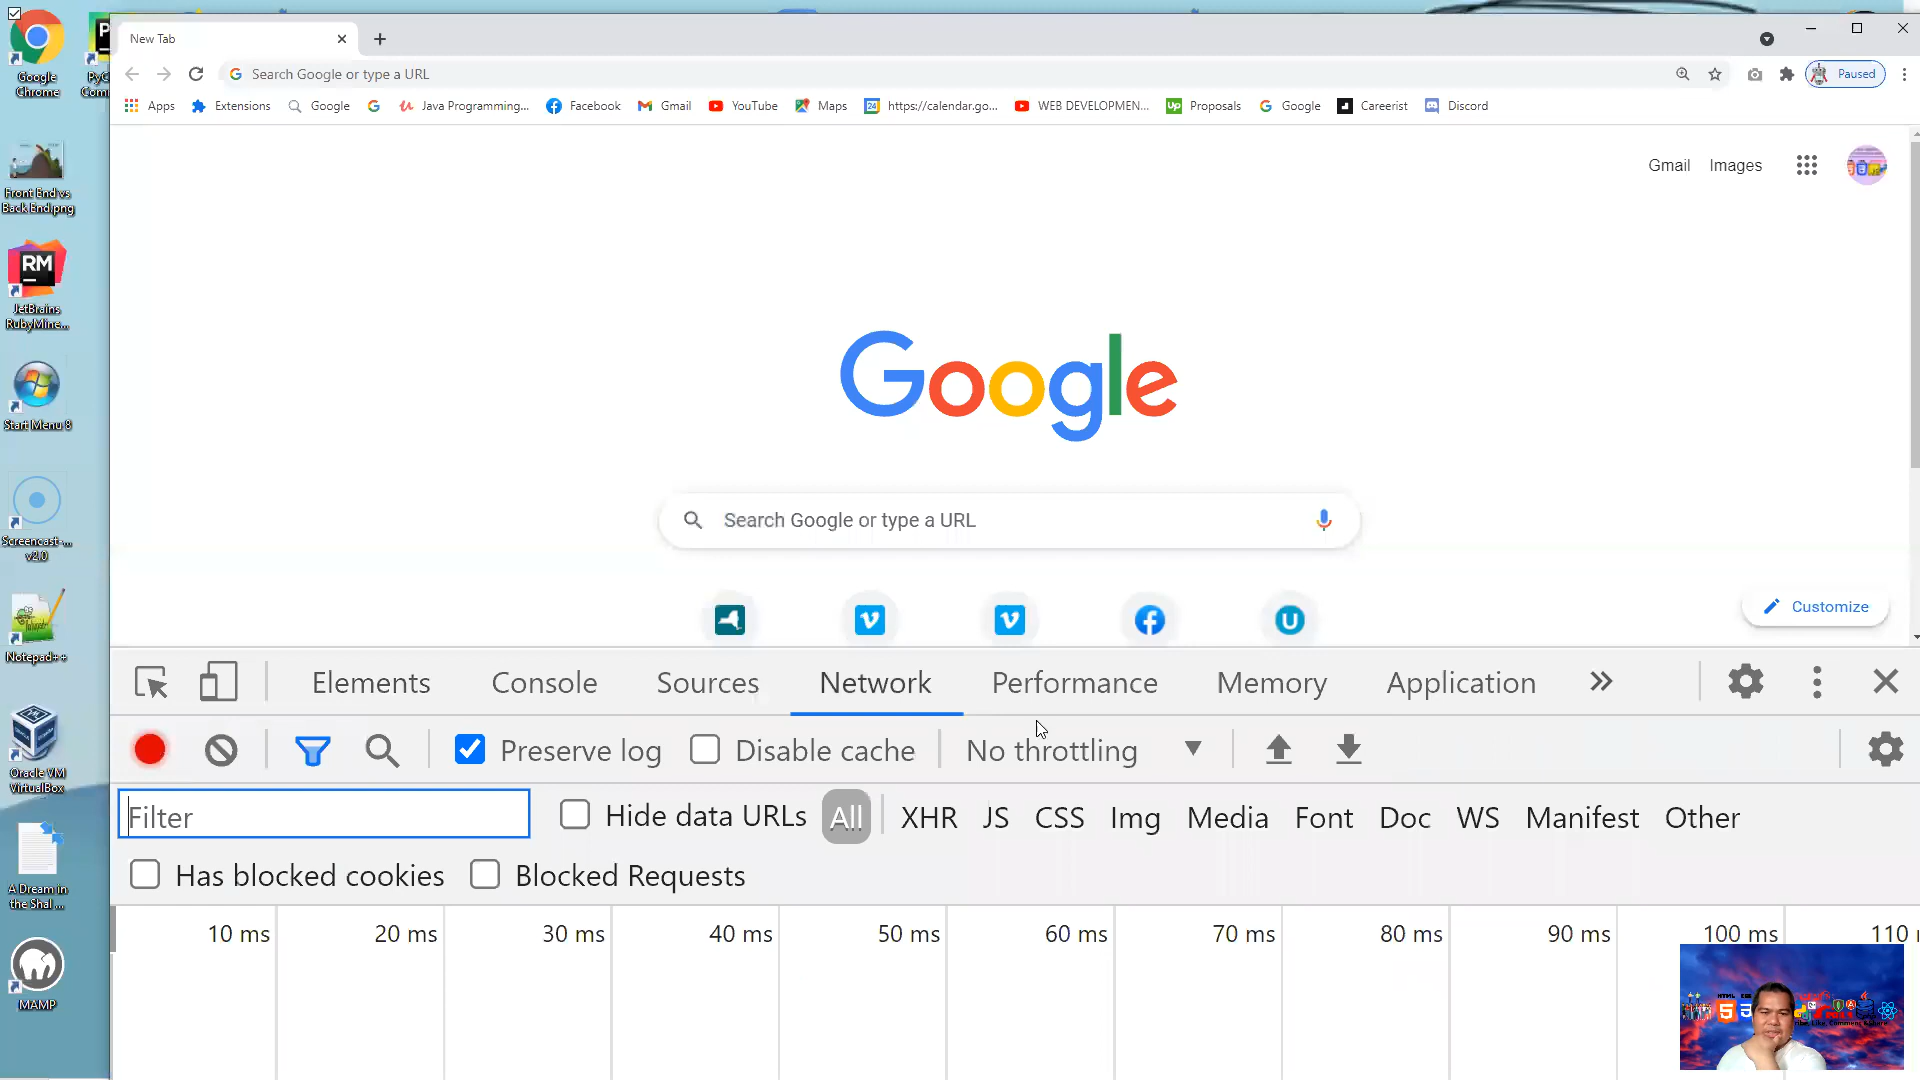 New Tab
Search Google or type a URL
Paused
Apps
Extensions
Google
Java Programming...
Facebook
Gmail
YouTube
Maps
https://calendar.go...
WEB DEVELOPMEN...
Proposals
Google
Careerist
Discord
Gmail
Images
Google
Search Google or type a URL
Customize
Elements
Console
Sources
Network
Performance
Memory
Application
Preserve log
Disable cache
No throttling
Filter
Hide data URLs
All
XHR
JS
CSS
Img
Media
Font
Doc
WS
Manifest
Other
Has blocked cookies
Blocked Requests
10 ms
20 ms
30 ms
40 ms
50 ms
60 ms
70 ms
80 ms
90 ms
100 ms
110
Google
Chrome
Front End vs
Back End.png
RM
JetBrains
RubyMine...
Start Menu 8
Screencast-...
v2.0
Notepad++
Oracle VM
VirtualBox
A Dream in
the Shal ...
MAMP